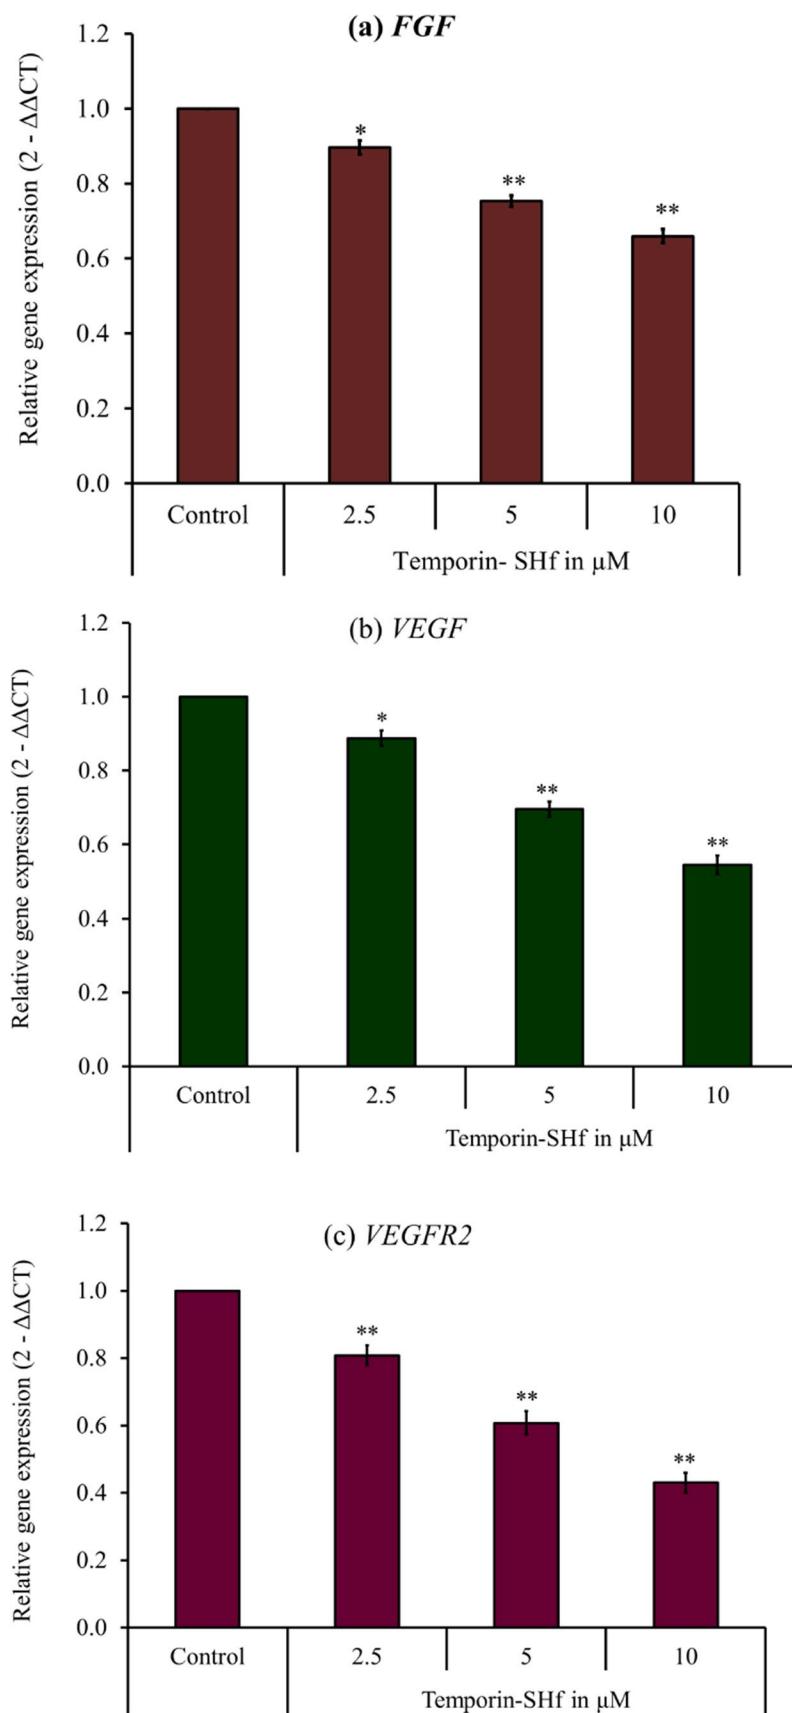 (a) FGF
Relative gene expression (2 - ΔΔCT)
1.2
1.0
0.8
0.6
0.4
0.2
0.0
*
**
**
Control 2.5 5 10
Temporin- SHf in µM
(b) VEGF
Relative gene expression (2 - ΔΔCT)
1.2
1.0
0.8
0.6
0.4
0.2
0.0
*
**
**
Control 2.5 5 10
Temporin-SHf in µM
(c) VEGFR2
Relative gene expression (2 - ΔΔCT)
1.2
1.0
0.8
0.6
0.4
0.2
0.0
**
**
**
Control 2.5 5 10
Temporin-SHf in µM